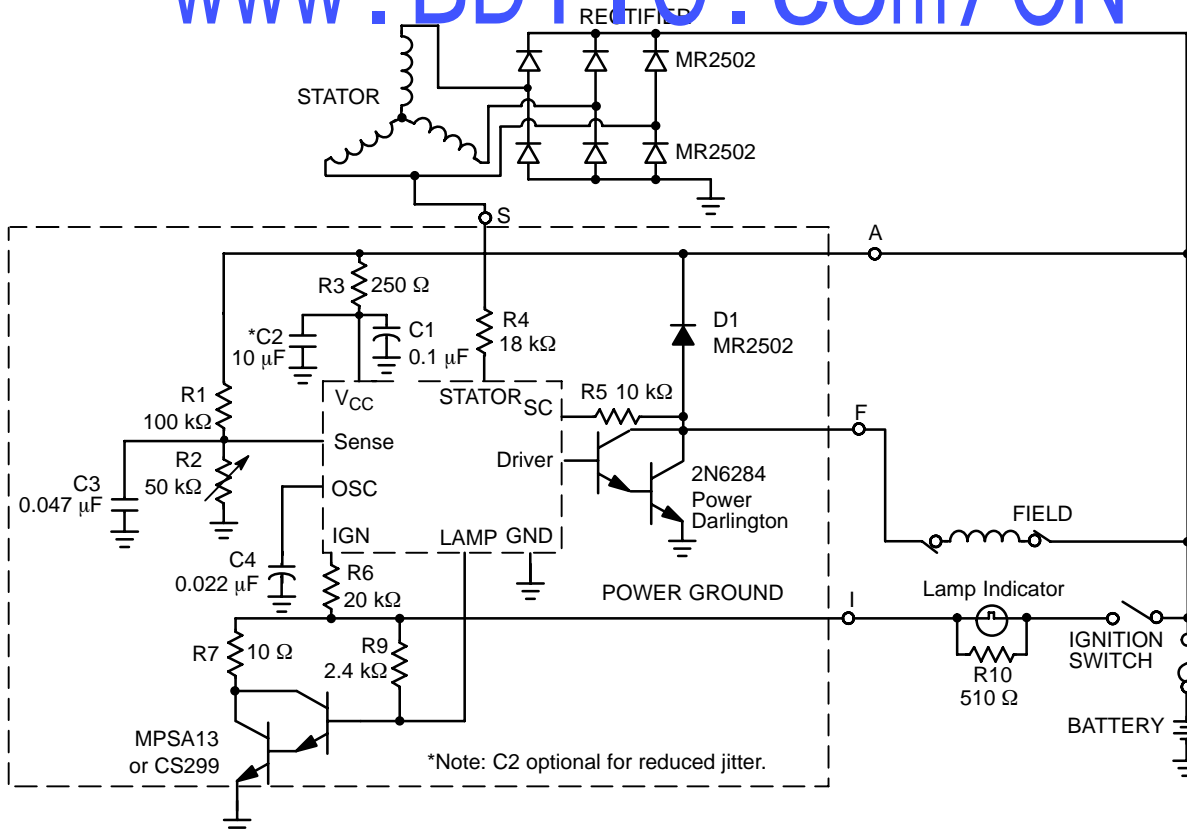 www.BDTIC.com/ON
RECTIFIER
MR2502
STATOR
MR2502
S
A
R3
250 Ω
*C2
10 μF
C1
0.1 μF
R4
18 kΩ
D1
MR2502
R1
100 kΩ
VCC
STATOR
SC
R5 10 kΩ
F
Sense
R2
50 kΩ
Driver
C3
0.047 μF
OSC
2N6284
Power
Darlington
FIELD
IGN
LAMP
GND
C4
0.022 μF
R6
20 kΩ
POWER GROUND
I
Lamp Indicator
R7
10 Ω
R9
2.4 kΩ
R10
510 Ω
IGNITION
SWITCH
BATTERY
MPSA13
or CS299
*Note: C2 optional for reduced jitter.